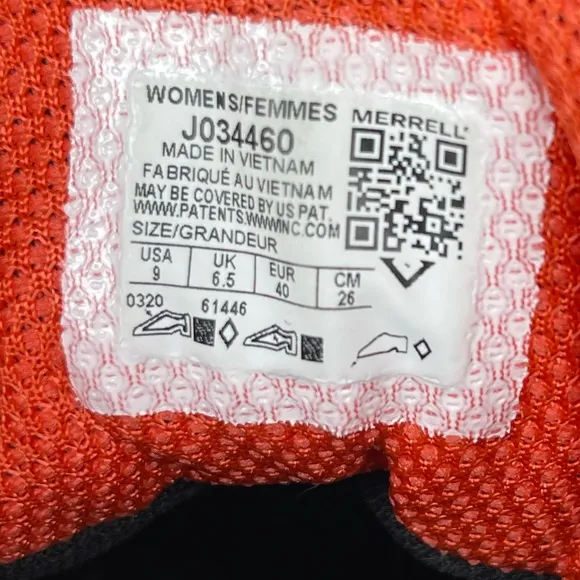 WOMENS/FEMMES
MERRELL
J034460
MADE IN VIETNAM
FABRIQUÉ AU VIETNAM
MAY BE COVERED BY US PAT.
WWW.PATENTS.WWWINC.COM
SIZE/GRANDEUR
USA UK EUR CM
9 6.5 40 26
0320 61446